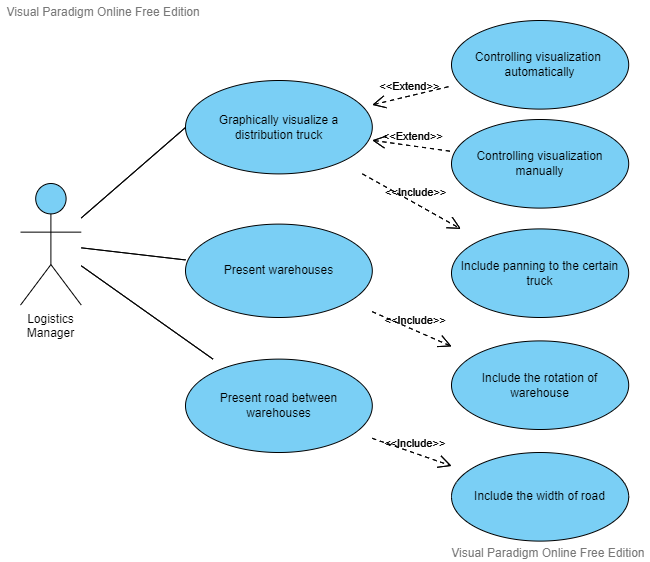 Visual Paradigm Online Free Edition
Controlling visualization
automatically
<<Extend>>
Graphically visualize a
distribution truck
<<Extend>>
Controlling visualization
manually
<<Include>>
Include panning to the certain
truck
Present warehouses
Logistics
Manager
<<Include>>
Include the rotation of
warehouse
Present road between
warehouses
<<Include>>
Include the width of road
Visual Paradigm Online Free Edition